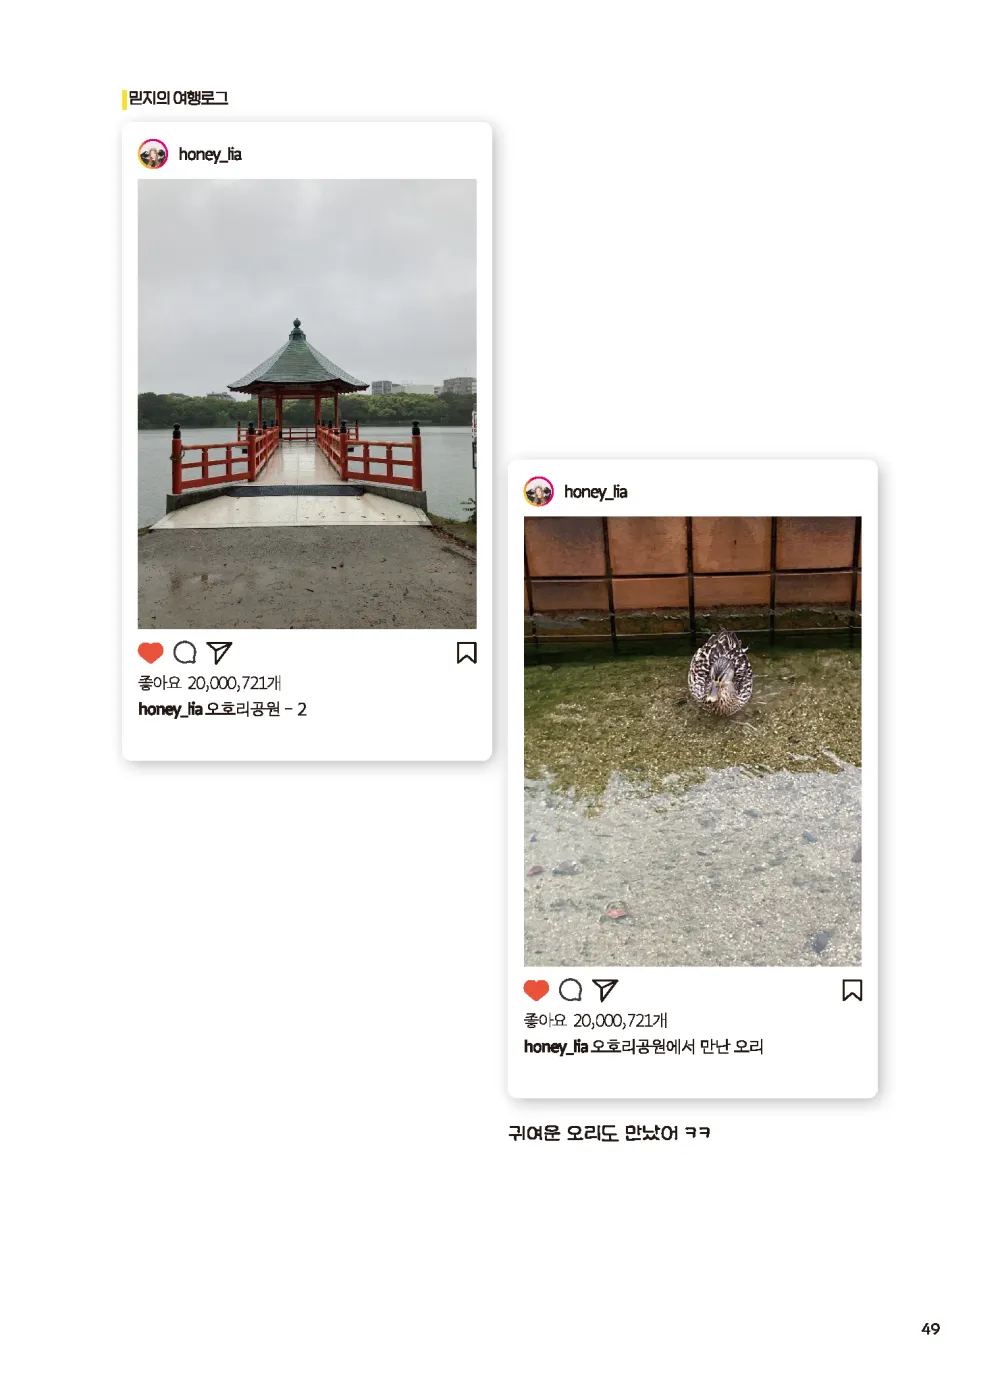 믿지의 여행로그
honey_lia
좋아요 20,000,721개
honey_lia 오호리공원 - 2
honey_lia
좋아요 20,000,721개
honey_lia 오호리공원에서 만난 오리
귀여운 오리도 만났어 ㅋㅋ
49